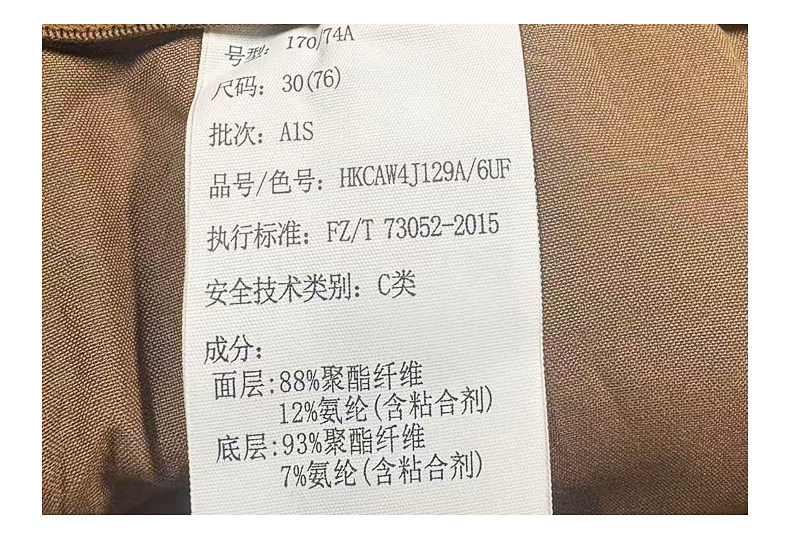 号型: 170/74A
尺码: 30(76)
批次: A1S
品号/色号: HKCAW4J129A/6UF
执行标准: FZ/T 73052-2015
安全技术类别: C类
成分:
面层:88%聚酯纤维
12%氨纶(含粘合剂)
底层:93%聚酯纤维
7%氨纶(含粘合剂)